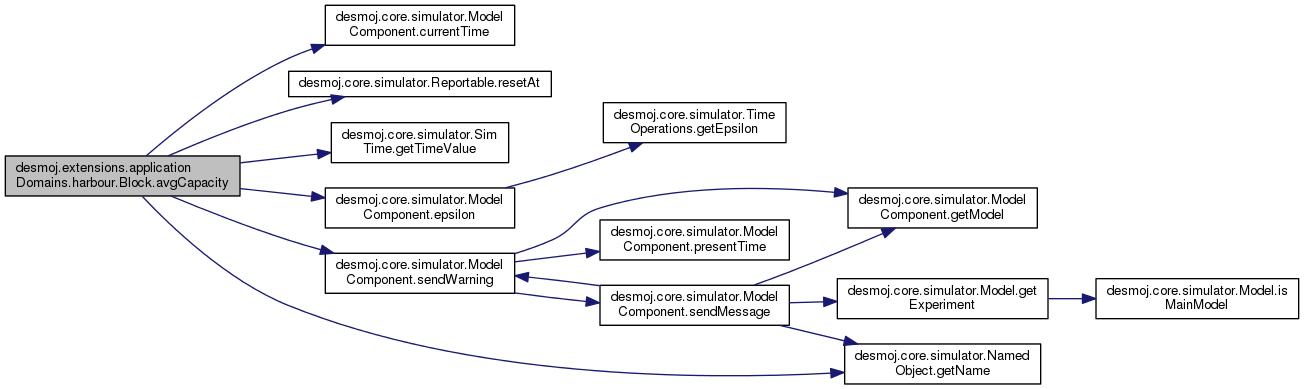 desmoj.core.simulator.Model
Component.currentTime
desmoj.core.simulator.Reportable.resetAt
desmoj.core.simulator.Time
Operations.getEpsilon
desmoj.core.simulator.Sim
Time.getTimeValue
desmoj.extensions.application
Domains.harbour.Block.avgCapacity
desmoj.core.simulator.Model
Component.epsilon
desmoj.core.simulator.Model
Component.getModel
desmoj.core.simulator.Model
Component.presentTime
desmoj.core.simulator.Model
Component.sendWarning
desmoj.core.simulator.Model
Component.sendMessage
desmoj.core.simulator.Model.get
Experiment
desmoj.core.simulator.Model.is
MainModel
desmoj.core.simulator.Named
Object.getName